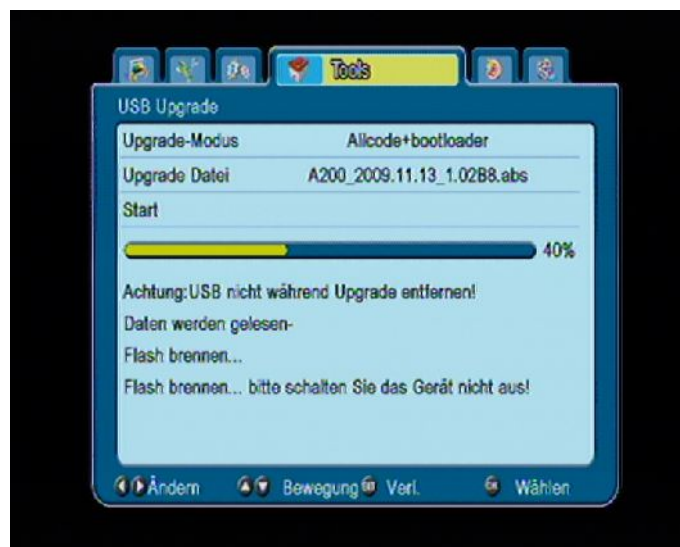 Tools
USB Upgrade
Upgrade-Modus Allcode+bootloader
Upgrade Datei A200_2009.11.13_1.02B8.abs
Start
40%
Achtung:USB nicht während Upgrade entfernen!
Daten werden gelesen-
Flash brennen...
Flash brennen... bitte schalten Sie das Gerät nicht aus!
Ändern Bewegung Verl. Wählen